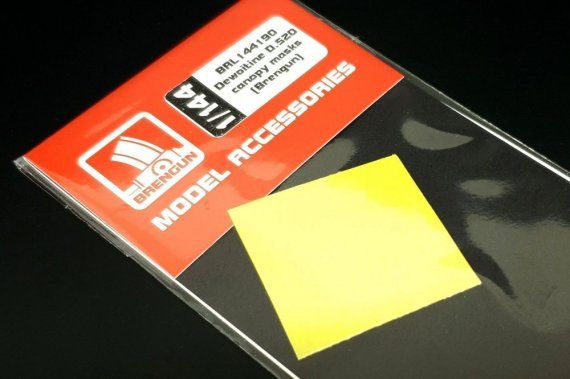 BRL144190
Dewoitine D.520
canopy masks
(Brengun)
1/144
BRENGUN
MODEL ACCESSORIES